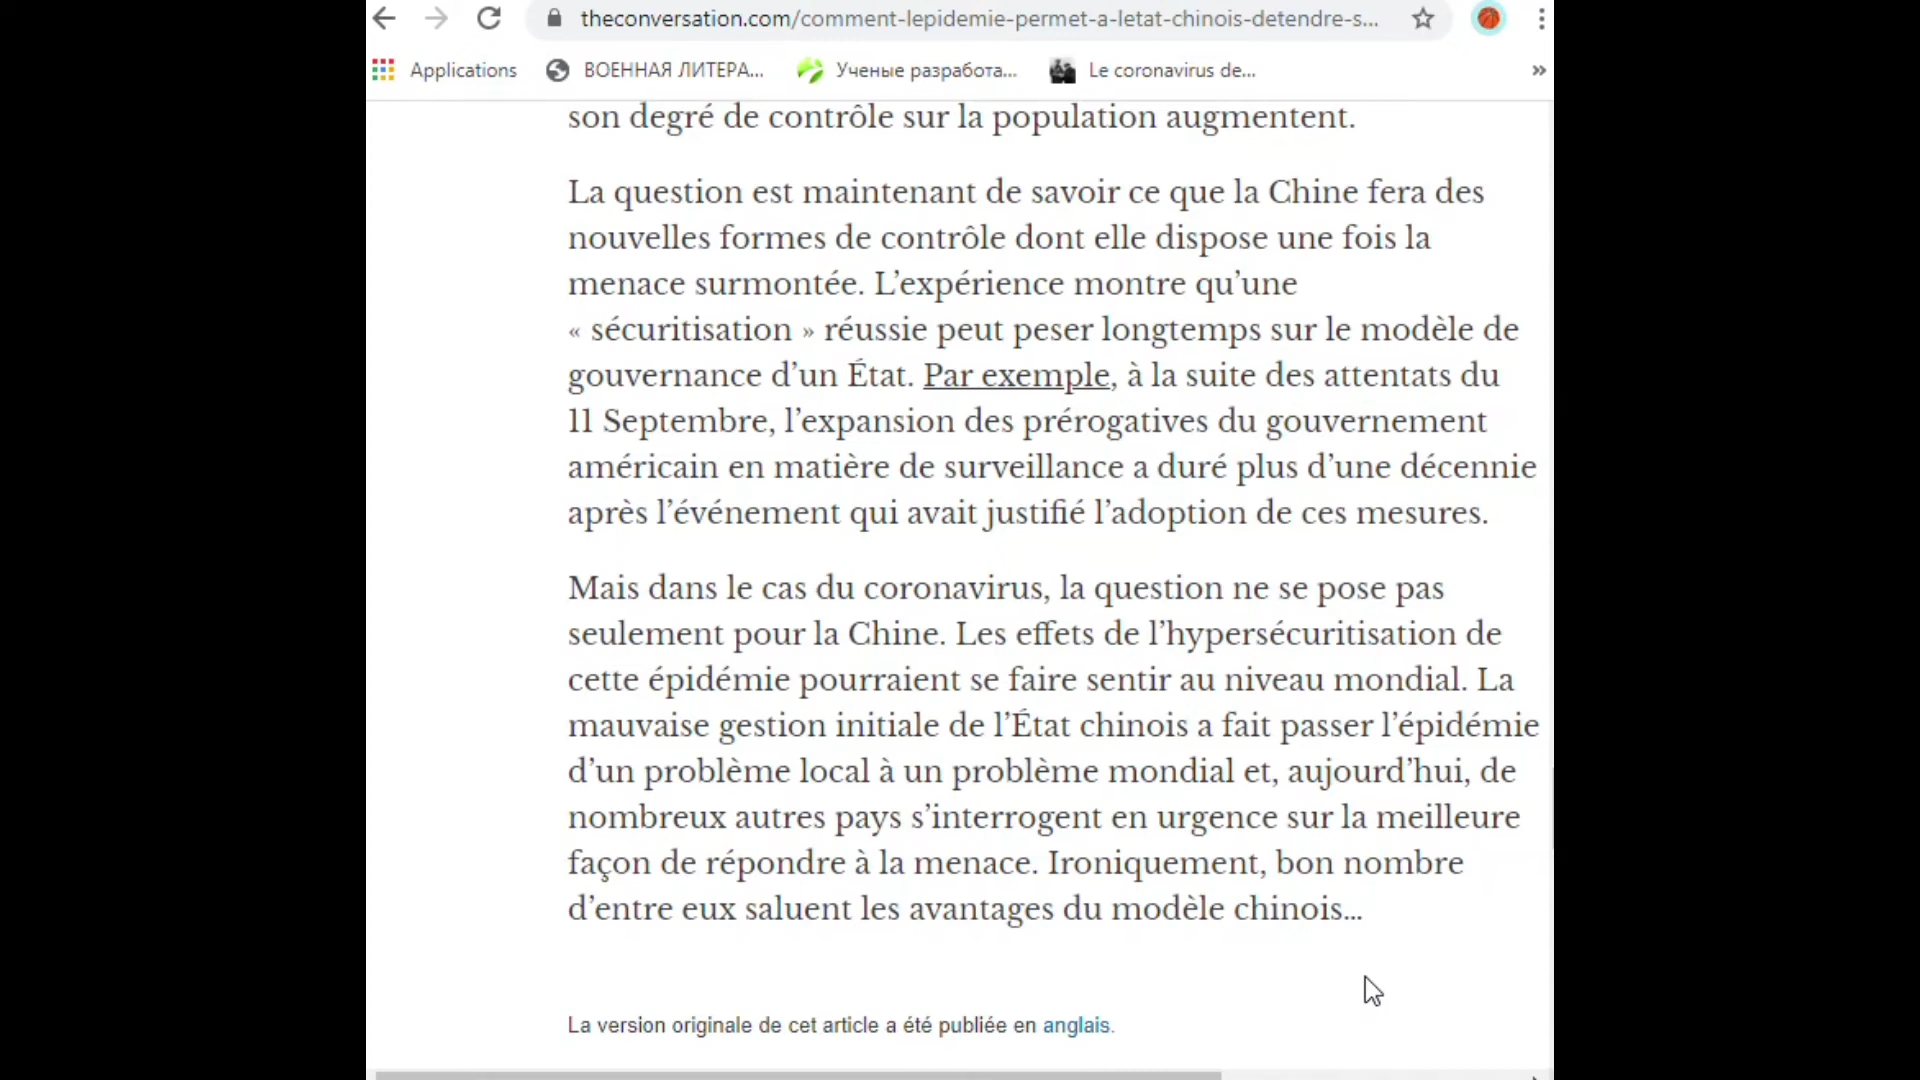 theconversation.com/comment-lepidemie-permet-a-letat-chinois-detendre-s...
Applications
ВОЕННАЯ ЛИТЕРА...
Ученые разработа...
Le coronavirus de...
»
son degré de contrôle sur la population augmentent.
La question est maintenant de savoir ce que la Chine fera des
nouvelles formes de contrôle dont elle dispose une fois la
menace surmontée. L’expérience montre qu’une
« sécuritisation » réussie peut peser longtemps sur le modèle de
gouvernance d’un État. Par exemple, à la suite des attentats du
11 Septembre, l’expansion des prérogatives du gouvernement
américain en matière de surveillance a duré plus d’une décennie
après l’événement qui avait justifié l’adoption de ces mesures.
Mais dans le cas du coronavirus, la question ne se pose pas
seulement pour la Chine. Les effets de l’hypersécuritisation de
cette épidémie pourraient se faire sentir au niveau mondial. La
mauvaise gestion initiale de l’État chinois a fait passer l’épidémie
d’un problème local à un problème mondial et, aujourd’hui, de
nombreux autres pays s’interrogent en urgence sur la meilleure
façon de répondre à la menace. Ironiquement, bon nombre
d’entre eux saluent les avantages du modèle chinois…
La version originale de cet article a été publiée en anglais.